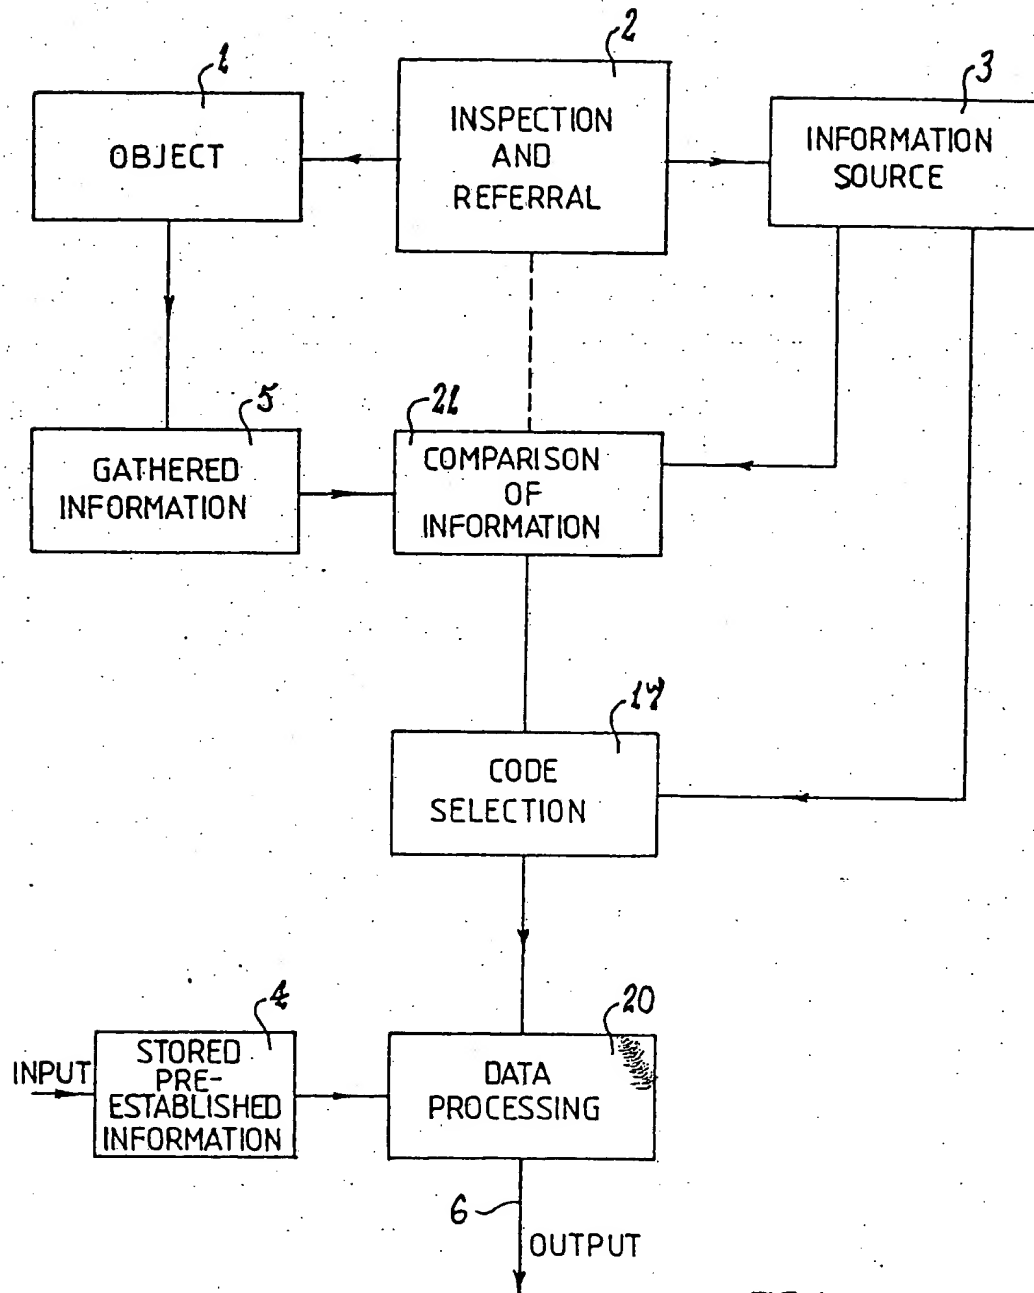 1
OBJECT
2
INSPECTION
AND
REFERRAL
3
INFORMATION
SOURCE
5
GATHERED
INFORMATION
21
COMPARISON
OF
INFORMATION
CODE
SELECTION
INPUT
4
STORED
PRE-
ESTABLISHED
INFORMATION
20
DATA
PROCESSING
6
OUTPUT